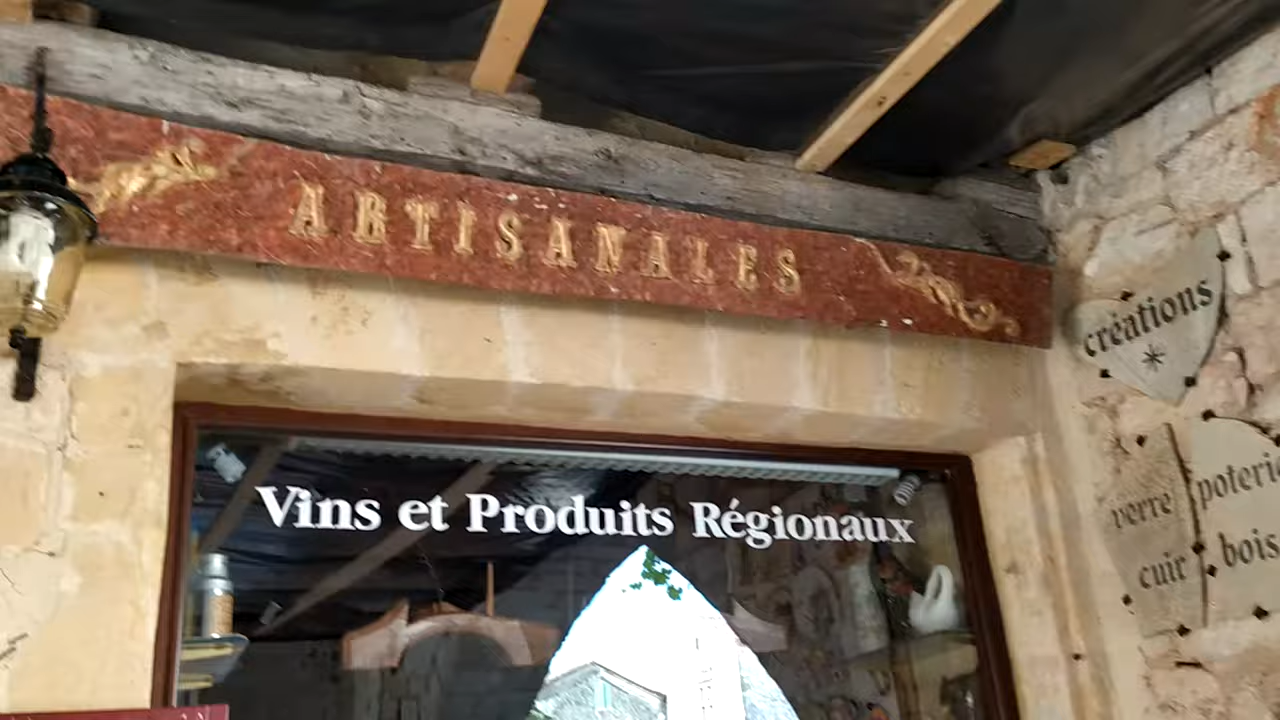 ARTISANALES
Vins et Produits Régionaux
créations
verre
cuir
poterie
bois